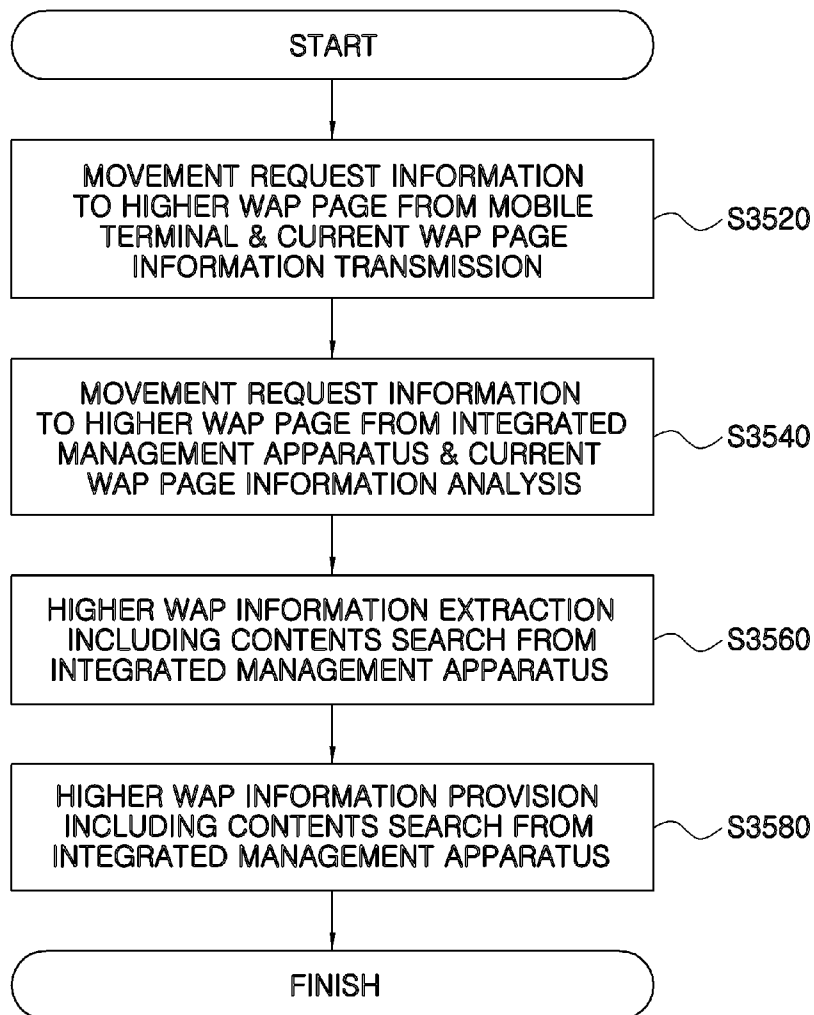 START
MOVEMENT REQUEST INFORMATION
TO HIGHER WAP PAGE FROM MOBILE
TERMINAL & CURRENT WAP PAGE
INFORMATION TRANSMISSION
S3520
MOVEMENT REQUEST INFORMATION
TO HIGHER WAP PAGE FROM INTEGRATED
MANAGEMENT APPARATUS & CURRENT
WAP PAGE INFORMATION ANALYSIS
S3540
HIGHER WAP INFORMATION EXTRACTION
INCLUDING CONTENTS SEARCH FROM
INTEGRATED MANAGEMENT APPARATUS
S3560
HIGHER WAP INFORMATION PROVISION
INCLUDING CONTENTS SEARCH FROM
INTEGRATED MANAGEMENT APPARATUS
S3580
FINISH